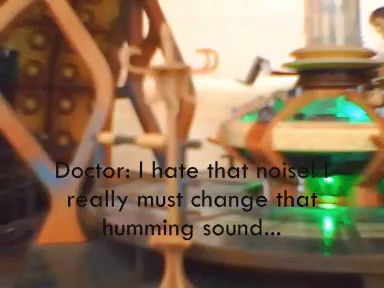 Doctor: I hate that noise! I
really must change that
humming sound...